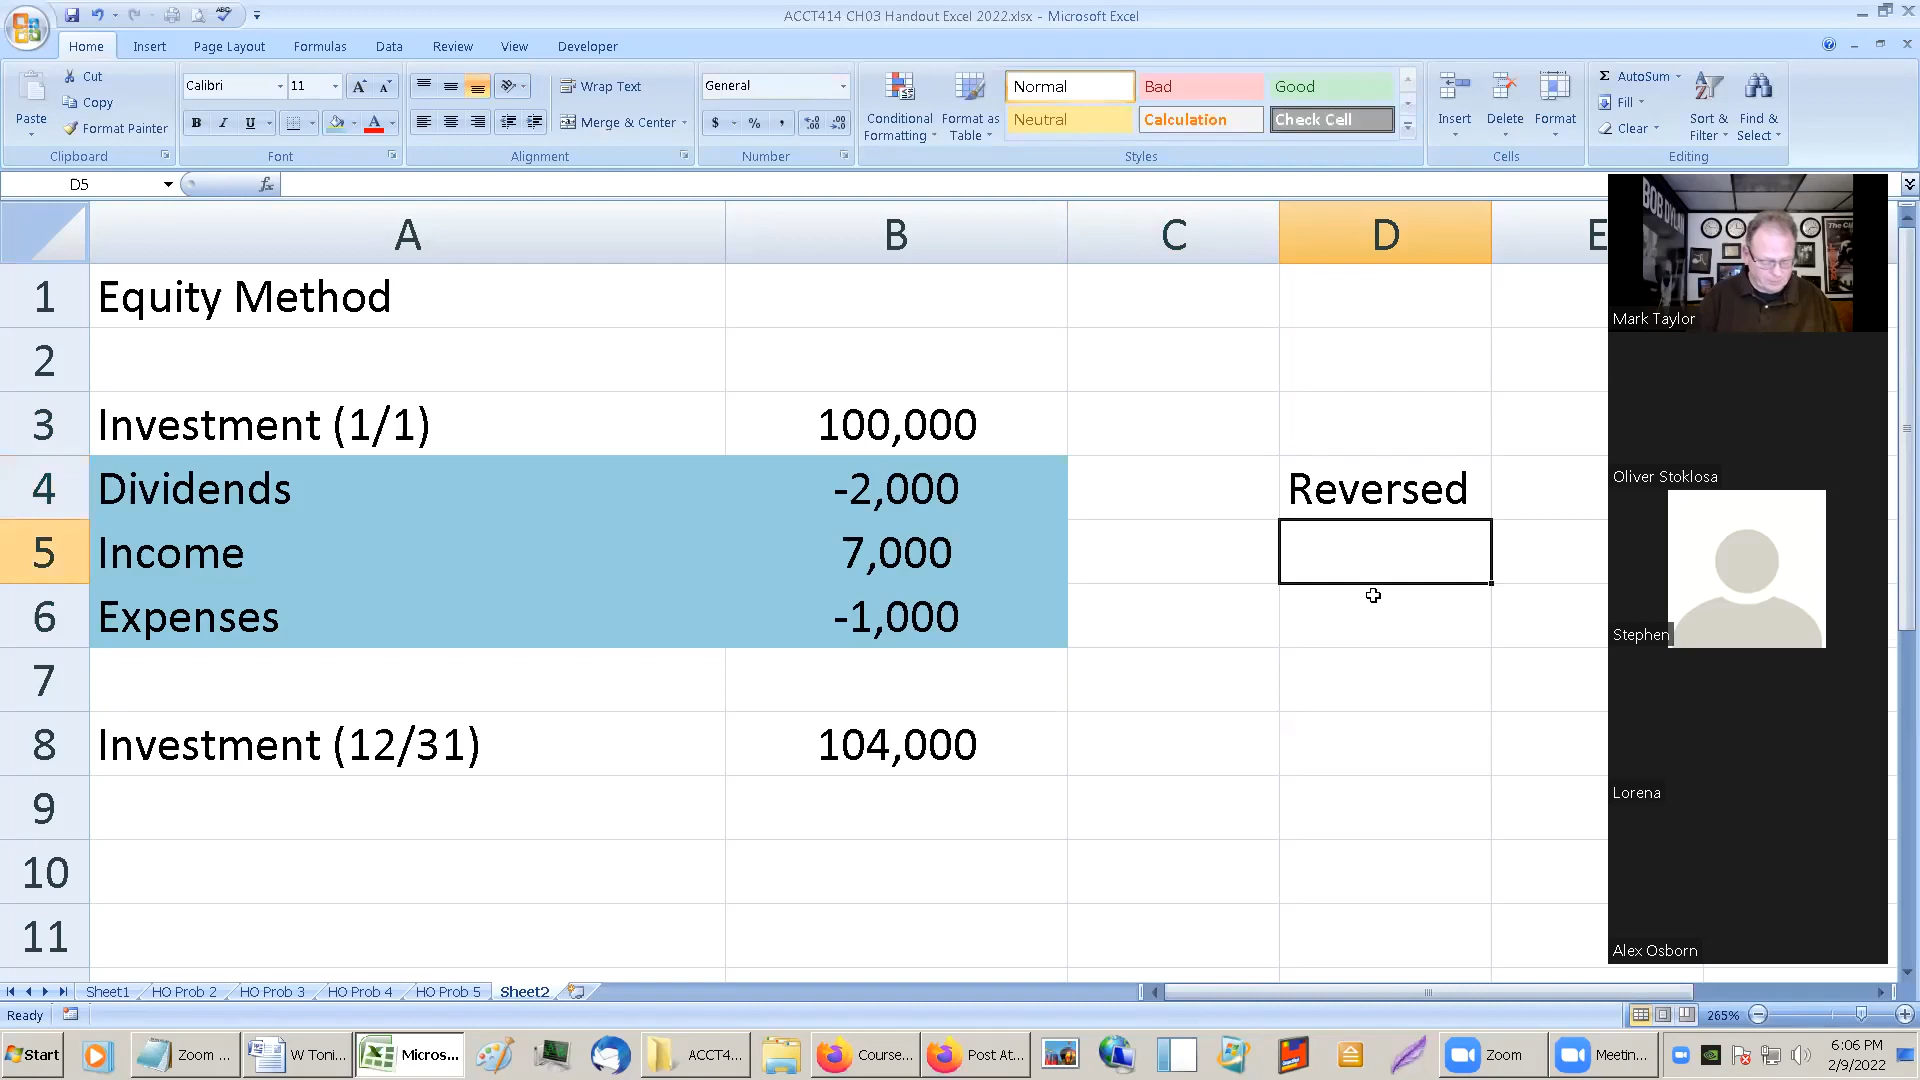 ACCT414 CH03 Handout Excel 2022.xlsx - Microsoft Excel
Home Insert Page Layout Formulas Data Review View Developer
Paste
Cut
Copy
Format Painter
Clipboard
Calibri 11
B I U A
Font
Wrap Text
Merge & Center
Alignment
General
$ % ,
Number
Conditional Formatting
Format as Table
Normal Bad Good
Neutral Calculation Check Cell
Styles
Insert Delete Format
Cells
Σ AutoSum
Fill
Clear
Sort & Filter
Find & Select
Editing
D5 fx
A B C D E
1 Equity Method
2
3 Investment (1/1) 100,000
4 Dividends -2,000 Reversed
5 Income 7,000
6 Expenses -1,000
7
8 Investment (12/31) 104,000
9
10
11
BOB DYLAN
Mark Taylor
Oliver Stoklosa
Stephen
Lorena
Alex Osborn
Sheet1 HO Prob 2 HO Prob 3 HO Prob 4 HO Prob 5 Sheet2
Ready 265%
Start Zoom ... W Toni... Micros... ACCT4... Course... Post At... Zoom Meetin...
6:06 PM
2/9/2022